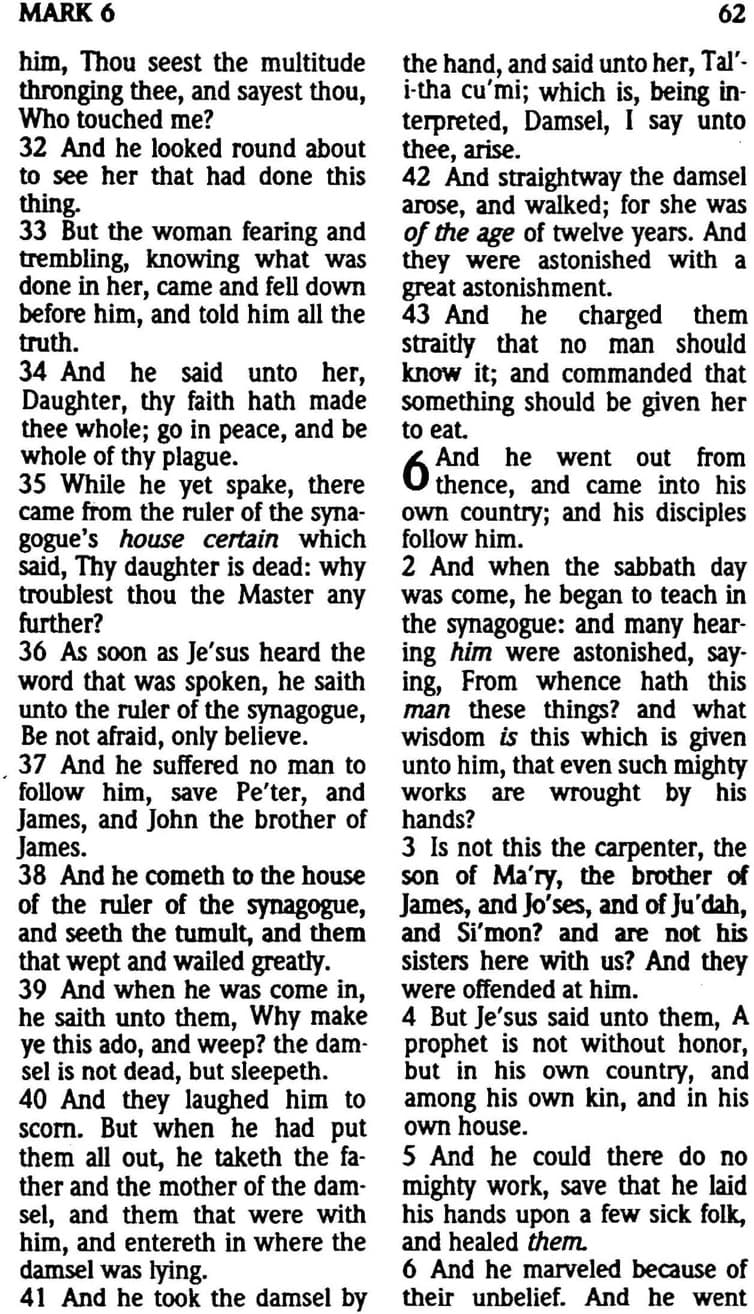 MARK 6
62
him, Thou seest the multitude
thronging thee, and sayest thou,
Who touched me?
32 And he looked round about
to see her that had done this
thing.
33 But the woman fearing and
trembling, knowing what was
done in her, came and fell down
before him, and told him all the
truth.
34 And he said unto her,
Daughter, thy faith hath made
thee whole; go in peace, and be
whole of thy plague.
35 While he yet spake, there
came from the ruler of the syna-
gogue's house certain which
said, Thy daughter is dead: why
troublest thou the Master any
further?
36 As soon as Je'sus heard the
word that was spoken, he saith
unto the ruler of the synagogue,
Be not afraid, only believe.
37 And he suffered no man to
follow him, save Pe'ter, and
James, and John the brother of
James.
38 And he cometh to the house
of the ruler of the synagogue,
and seeth the tumult, and them
that wept and wailed greatly.
39 And when he was come in,
he saith unto them, Why make
ye this ado, and weep? the dam-
sel is not dead, but sleepeth.
40 And they laughed him to
scorn. But when he had put
them all out, he taketh the fa-
ther and the mother of the dam-
sel, and them that were with
him, and entereth in where the
damsel was lying.
41 And he took the damsel by
the hand, and said unto her, Tal'-
i-tha cu'mi; which is, being in-
terpreted, Damsel, I say unto
thee, arise.
42 And straightway the damsel
arose, and walked; for she was
of the age of twelve years. And
they were astonished with a
great astonishment.
43 And he charged them
straitly that no man should
know it; and commanded that
something should be given her
to eat.
6 And he went out from
thence, and came into his
own country; and his disciples
follow him.
2 And when the sabbath day
was come, he began to teach in
the synagogue: and many hear-
ing him were astonished, say-
ing, From whence hath this
man these things? and what
wisdom is this which is given
unto him, that even such mighty
works are wrought by his
hands?
3 Is not this the carpenter, the
son of Ma'ry, the brother of
James, and Jo'ses, and of Ju'dah,
and Si'mon? and are not his
sisters here with us? And they
were offended at him.
4 But Je'sus said unto them, A
prophet is not without honor,
but in his own country, and
among his own kin, and in his
own house.
5 And he could there do no
mighty work, save that he laid
his hands upon a few sick folk,
and healed them.
6 And he marveled because of
their unbelief. And he went